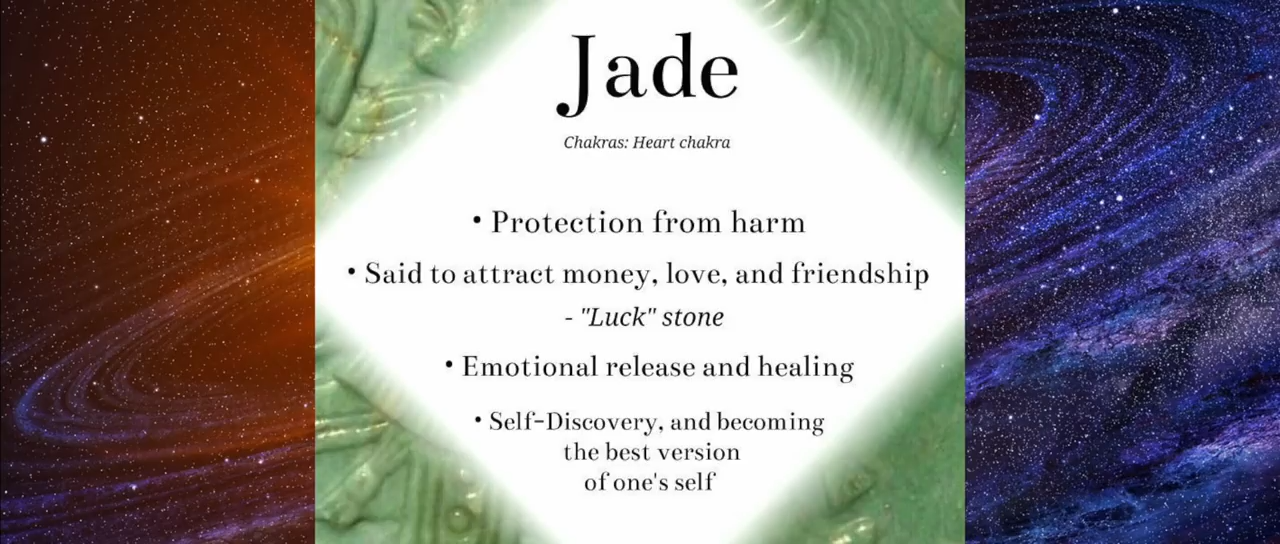 Jade
Chakras: Heart chakra
• Protection from harm
• Said to attract money, love, and friendship
- "Luck" stone
• Emotional release and healing
• Self-Discovery, and becoming
the best version
of one's self